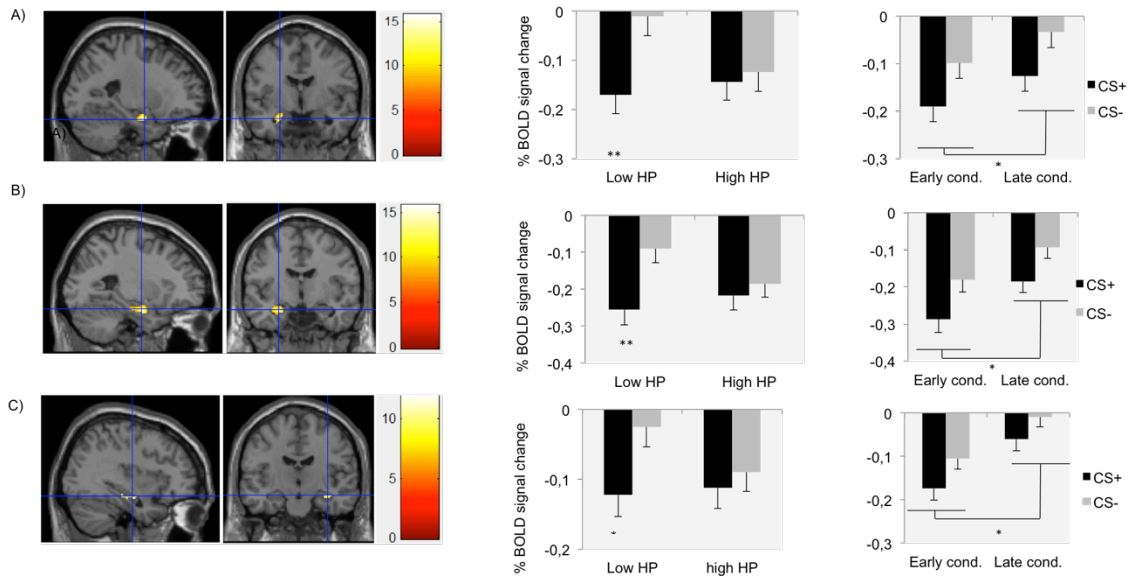 A)
A)
15
10
5
0
% BOLD signal change
0
-0,1
-0,2
-0,3
**
Low HP High HP
0
-0,1
-0,2
-0,3
*
Early cond. Late cond.
CS+
CS-
B)
15
10
5
0
% BOLD signal change
0
-0,1
-0,2
-0,3
-0,4
**
Low HP High HP
0
-0,1
-0,2
-0,3
-0,4
*
Early cond. Late cond.
CS+
CS-
C)
10
5
0
% BOLD signal change
0
-0,1
-0,2
*
Low HP high HP
0
-0,1
-0,2
-0,3
*
Early cond. Late cond.
CS+
CS-